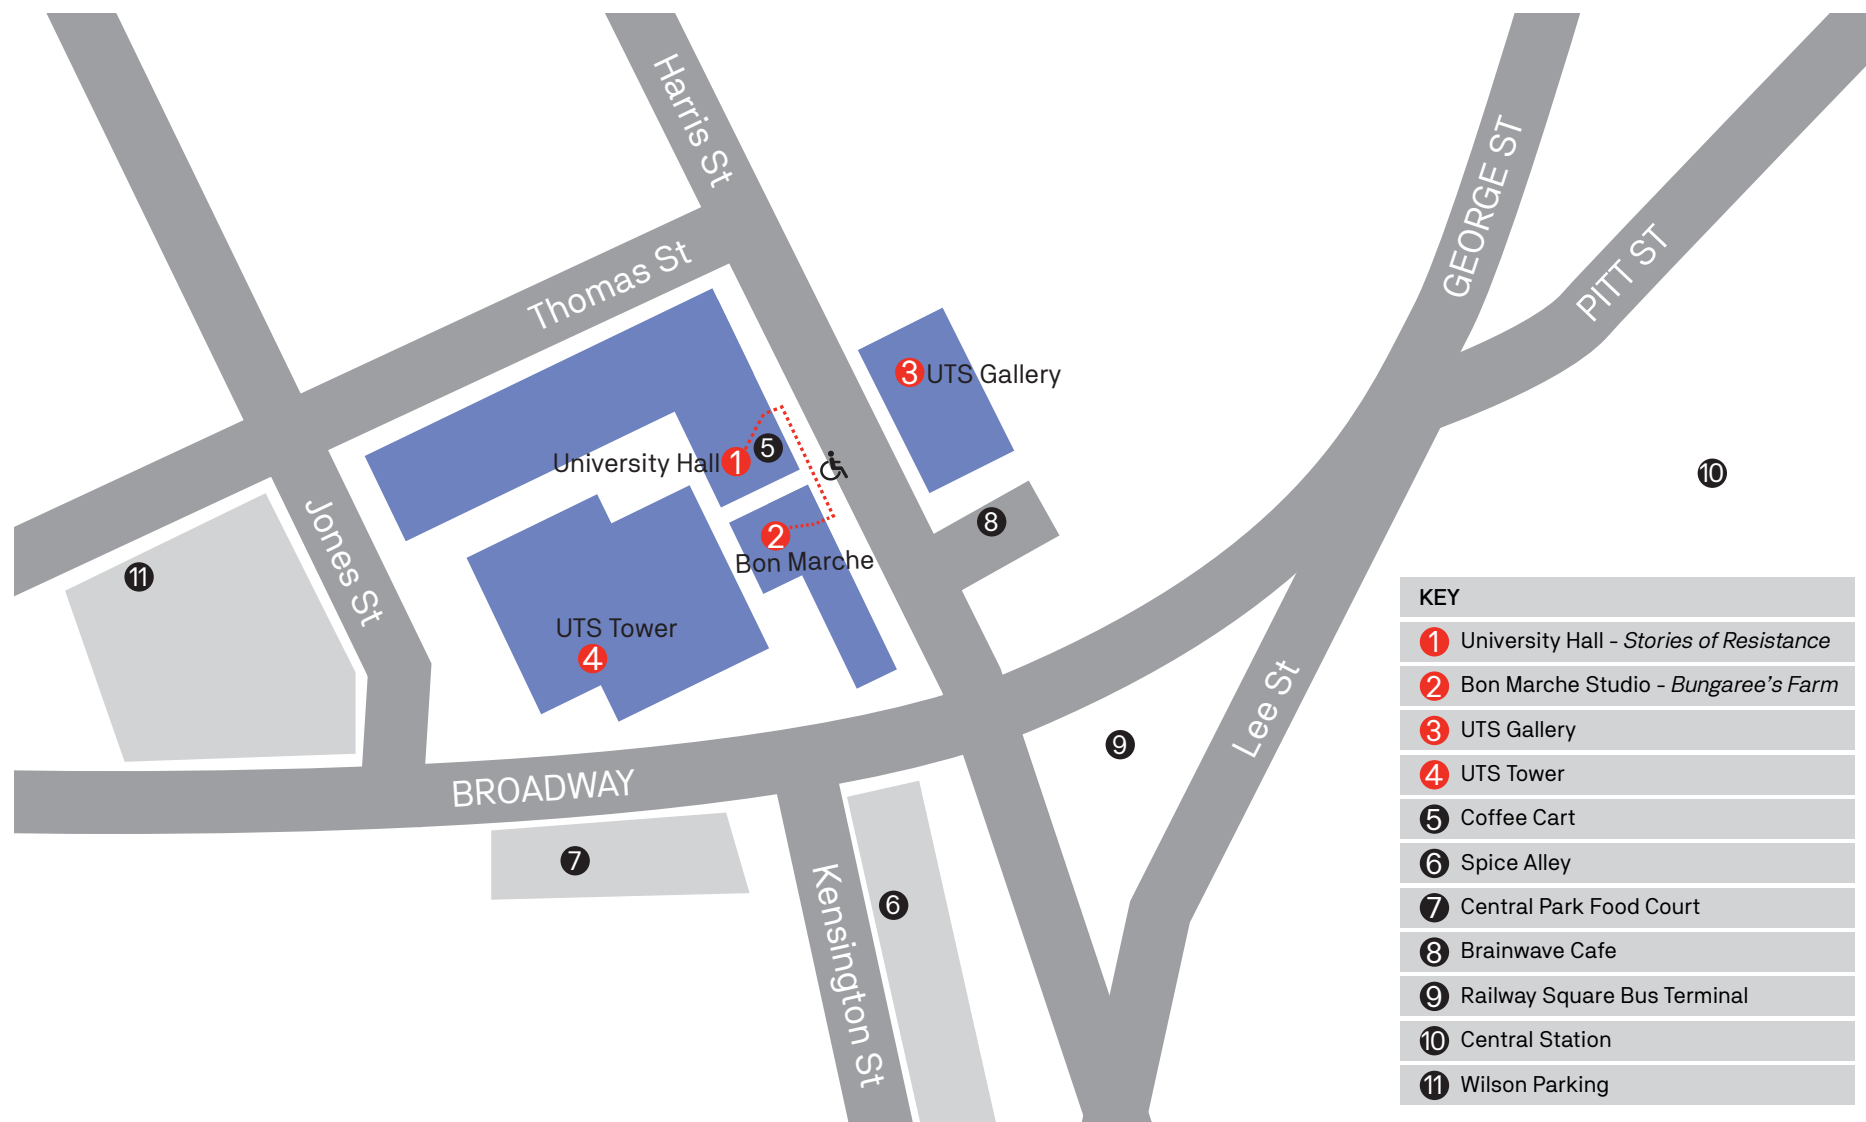 Harris St
GEORGE ST
PITT ST
Thomas St
3 UTS Gallery
5
University Hall 1
10
Jones St
8
2
Bon Marche
11
UTS Tower
4
Lee St
9
BROADWAY
7
Kensington St
6
KEY
1 University Hall - Stories of Resistance
2 Bon Marche Studio - Bungaree's Farm
3 UTS Gallery
4 UTS Tower
5 Coffee Cart
6 Spice Alley
7 Central Park Food Court
8 Brainwave Cafe
9 Railway Square Bus Terminal
10 Central Station
11 Wilson Parking